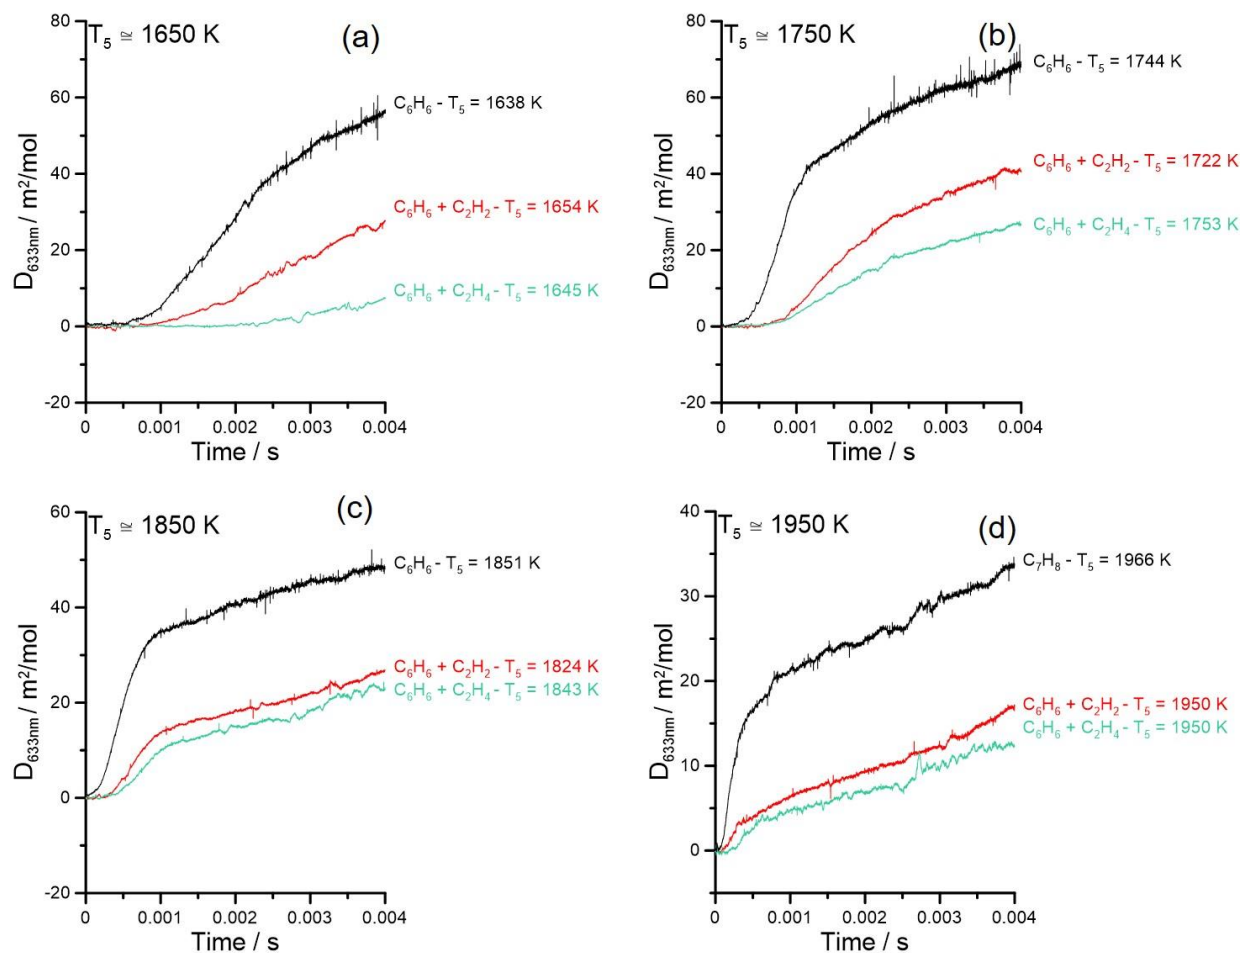 T5 ≅ 1650 K
(a)
80
60
40
20
0
-20
D633nm / m²/mol
C6H6 - T5 = 1638 K
C6H6 + C2H2 - T5 = 1654 K
C6H6 + C2H4 - T5 = 1645 K
0 0.001 0.002 0.003 0.004
Time / s
T5 ≅ 1750 K
(b)
80
60
40
20
0
-20
D633nm / m²/mol
C6H6 - T5 = 1744 K
C6H6 + C2H2 - T5 = 1722 K
C6H6 + C2H4 - T5 = 1753 K
0 0.001 0.002 0.003 0.004
Time / s
T5 ≅ 1850 K
(c)
60
40
20
0
-20
D633nm / m²/mol
C6H6 - T5 = 1851 K
C6H6 + C2H2 - T5 = 1824 K
C6H6 + C2H4 - T5 = 1843 K
0 0.001 0.002 0.003 0.004
Time / s
T5 ≅ 1950 K
(d)
40
30
20
10
0
D633nm / m²/mol
C7H8 - T5 = 1966 K
C6H6 + C2H2 - T5 = 1950 K
C6H6 + C2H4 - T5 = 1950 K
0 0.001 0.002 0.003 0.004
Time / s